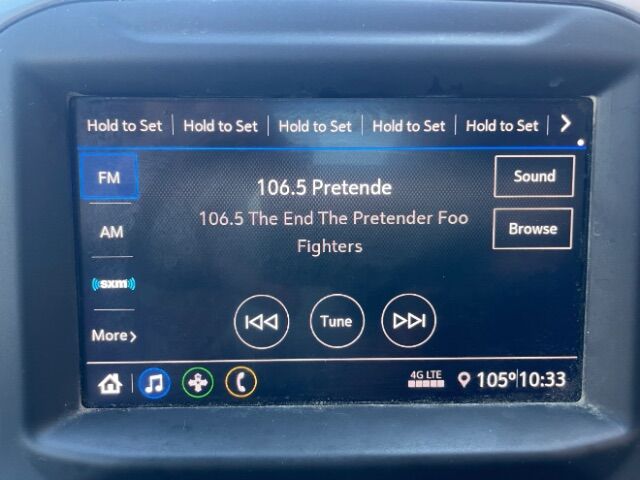 Hold to Set Hold to Set Hold to Set Hold to Set Hold to Set
FM
106.5 Pretende
Sound
106.5 The End The Pretender Foo
Fighters
Browse
AM
((sxm))
More
Tune
4G LTE
105° 10:33